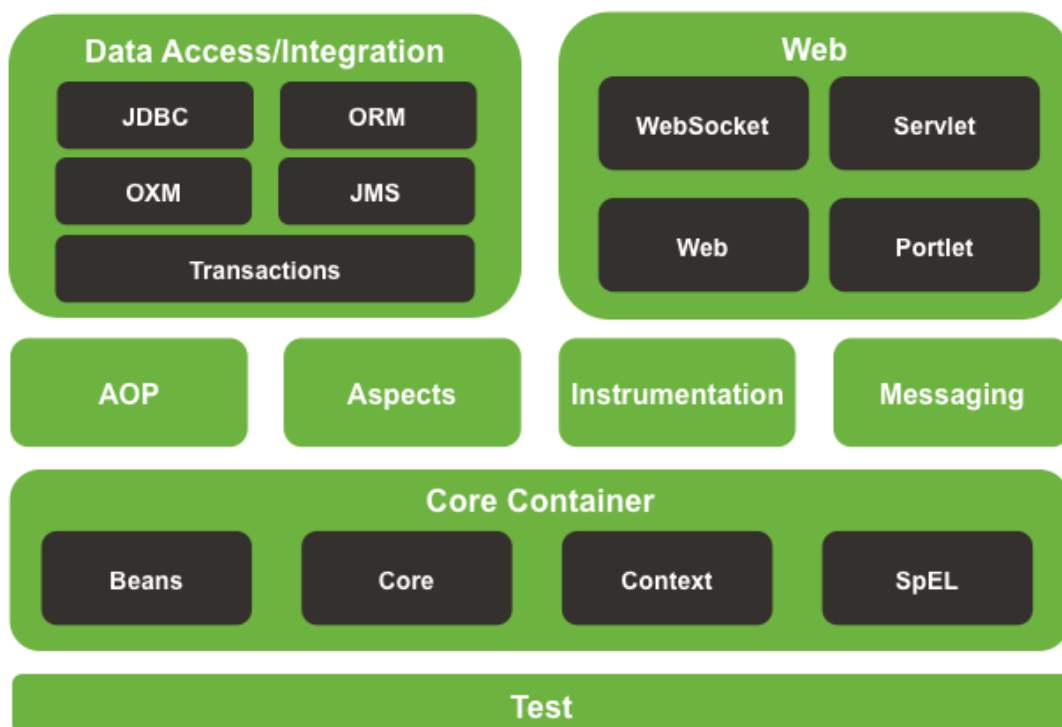 Data Access/Integration
JDBC
ORM
OXM
JMS
Transactions
Web
WebSocket
Servlet
Web
Portlet
AOP
Aspects
Instrumentation
Messaging
Core Container
Beans
Core
Context
SpEL
Test